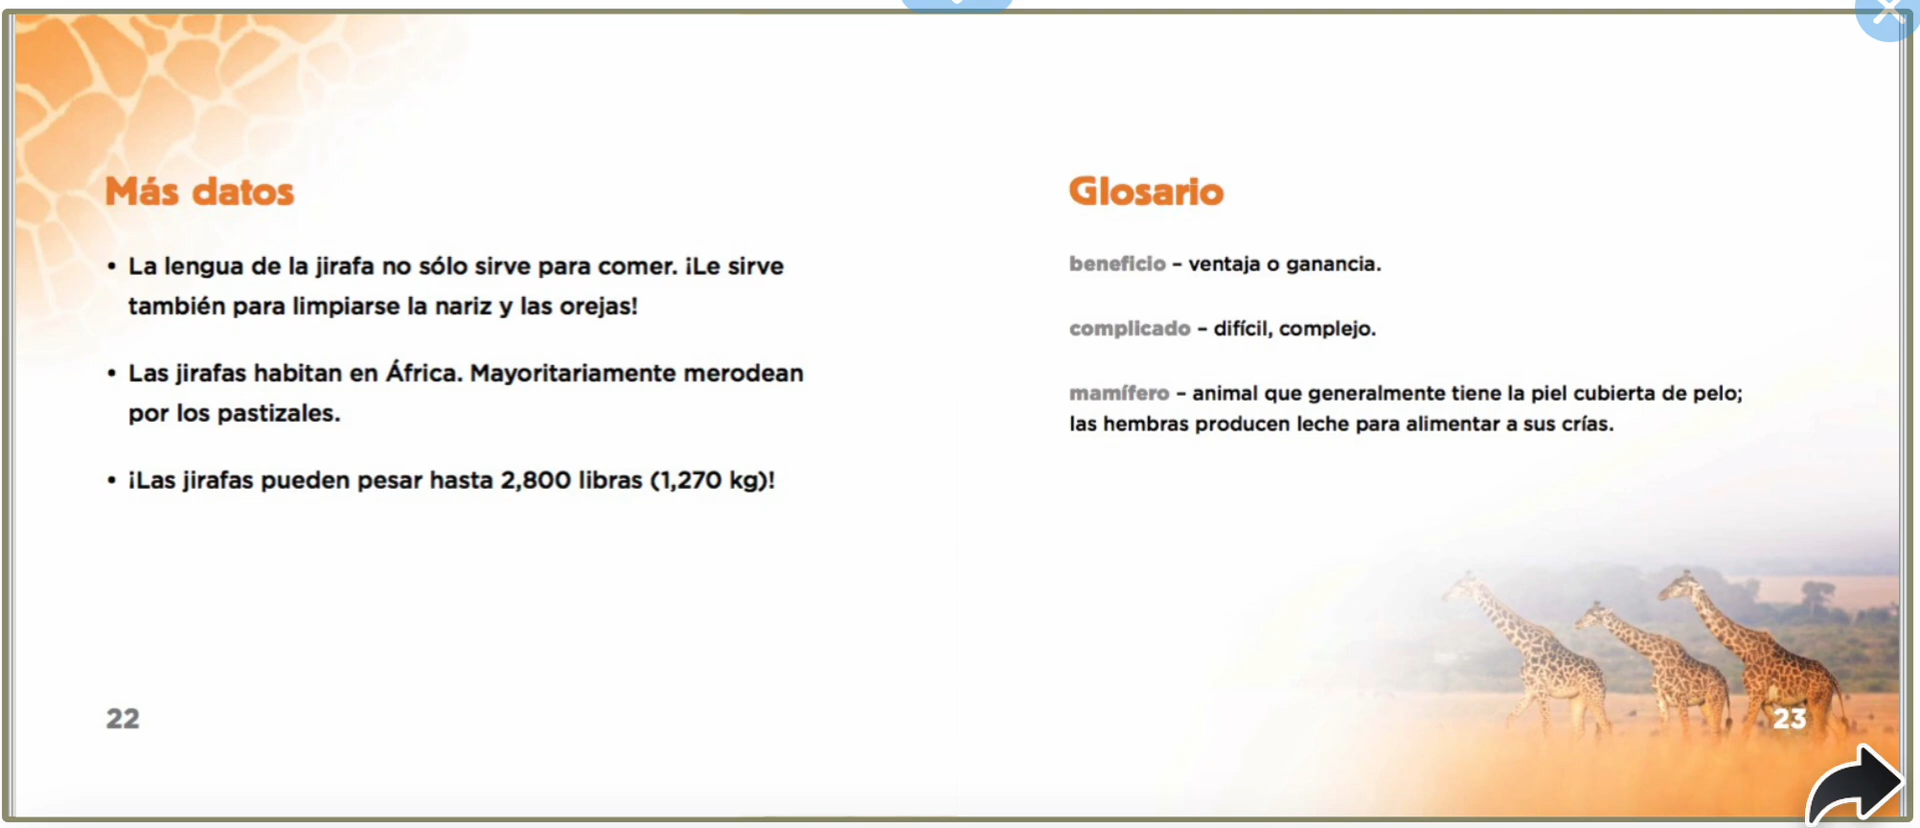 Más datos
• La lengua de la jirafa no sólo sirve para comer. ¡Le sirve
también para limpiarse la nariz y las orejas!
• Las jirafas habitan en África. Mayoritariamente merodean
por los pastizales.
• ¡Las jirafas pueden pesar hasta 2,800 libras (1,270 kg)!
22
Glosario
beneficio – ventaja o ganancia.
complicado – difícil, complejo.
mamífero – animal que generalmente tiene la piel cubierta de pelo;
las hembras producen leche para alimentar a sus crías.
23